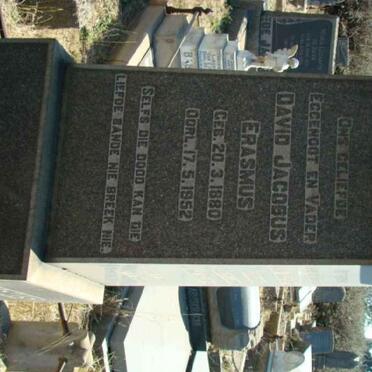 ONS GELIEFDE
EGGENOOT EN VADER
DAVID JACOBUS
ERASMUS
GEB. 20.3.1880
OORL. 17.5.1952
SELFS DIE DOOD KAN DIE
LIEFDE BANDE NIE BREEK NIE.